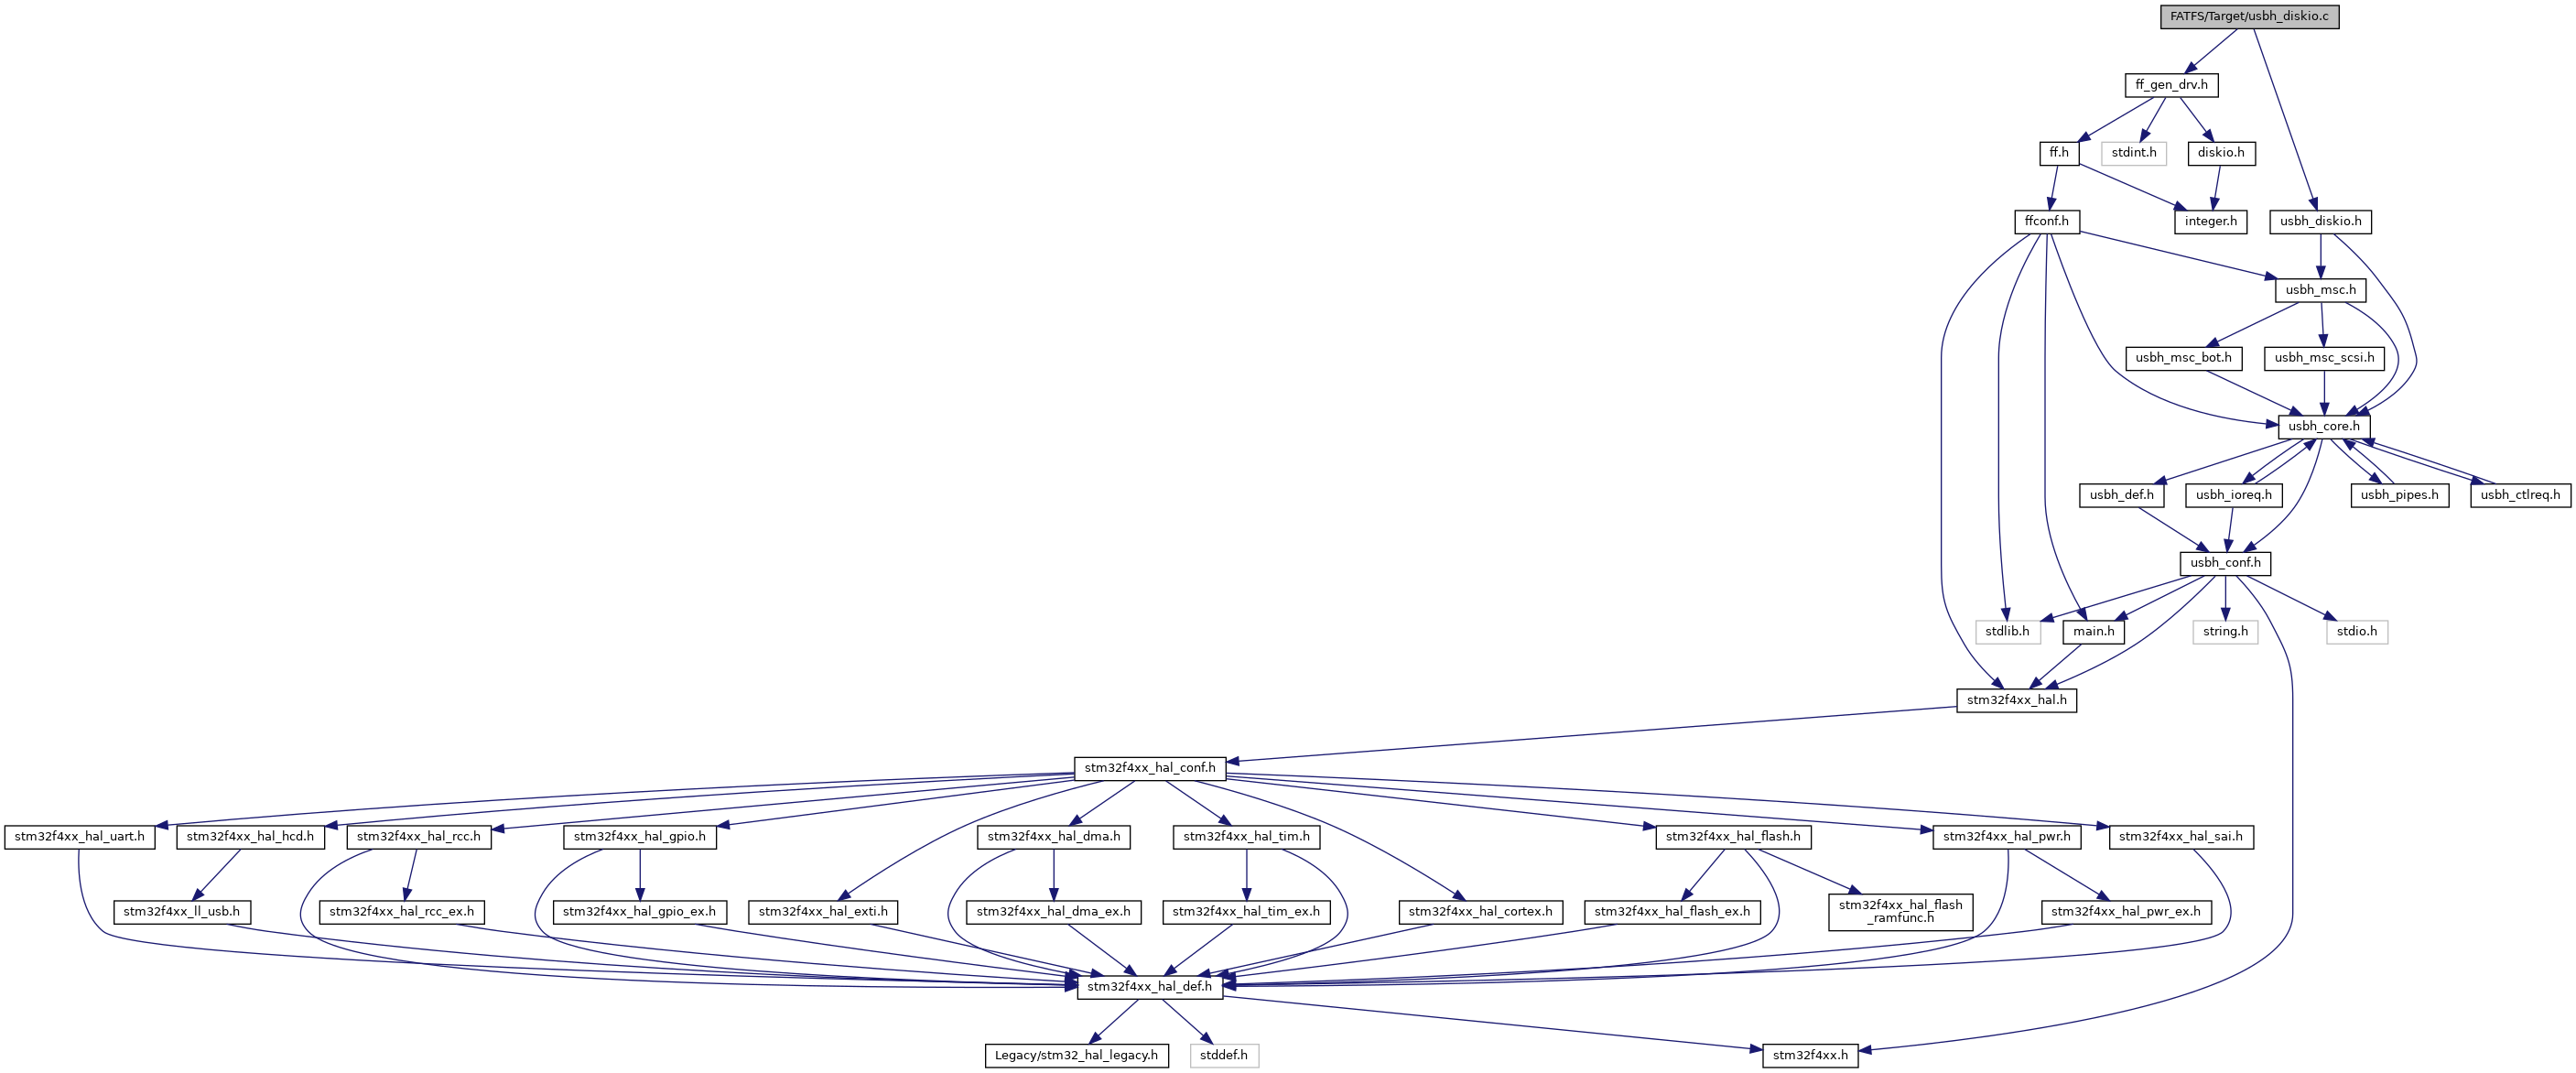 FATFS/Target/usbh_diskio.c
ff_gen_drv.h
ff.h
stdint.h
diskio.h
ffconf.h
integer.h
usbh_diskio.h
usbh_msc.h
usbh_msc_bot.h
usbh_msc_scsi.h
usbh_core.h
usbh_def.h
usbh_ioreq.h
usbh_pipes.h
usbh_ctlreq.h
usbh_conf.h
stdlib.h
main.h
string.h
stdio.h
stm32f4xx_hal.h
stm32f4xx_hal_conf.h
stm32f4xx_hal_uart.h
stm32f4xx_hal_hcd.h
stm32f4xx_hal_rcc.h
stm32f4xx_hal_gpio.h
stm32f4xx_hal_dma.h
stm32f4xx_hal_tim.h
stm32f4xx_hal_flash.h
stm32f4xx_hal_pwr.h
stm32f4xx_hal_sai.h
stm32f4xx_ll_usb.h
stm32f4xx_hal_rcc_ex.h
stm32f4xx_hal_gpio_ex.h
stm32f4xx_hal_exti.h
stm32f4xx_hal_dma_ex.h
stm32f4xx_hal_tim_ex.h
stm32f4xx_hal_cortex.h
stm32f4xx_hal_flash_ex.h
stm32f4xx_hal_flash
_ramfunc.h
stm32f4xx_hal_pwr_ex.h
stm32f4xx_hal_def.h
Legacy/stm32_hal_legacy.h
stddef.h
stm32f4xx.h